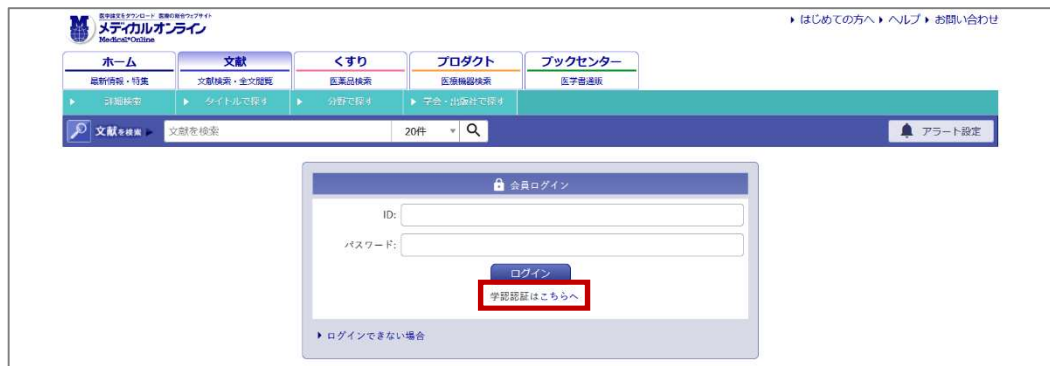 医学論文をダウンロード 医療の総合ウェブサイト
メディカルオンライン
Medical*Online
はじめての方へ ヘルプ お問い合わせ
ホーム 文献 くすり プロダクト ブックセンター
最新情報・特集 文献検索・全文閲覧 医薬品検索 医療機器検索 医学書通販
詳細検索 タイトルで探す 分野で探す 学会・出版社で探す
文献を検索 文献を検索 20件 アラート設定
会員ログイン
ID:
パスワード:
ログイン
学認認証はこちらへ
ログインできない場合